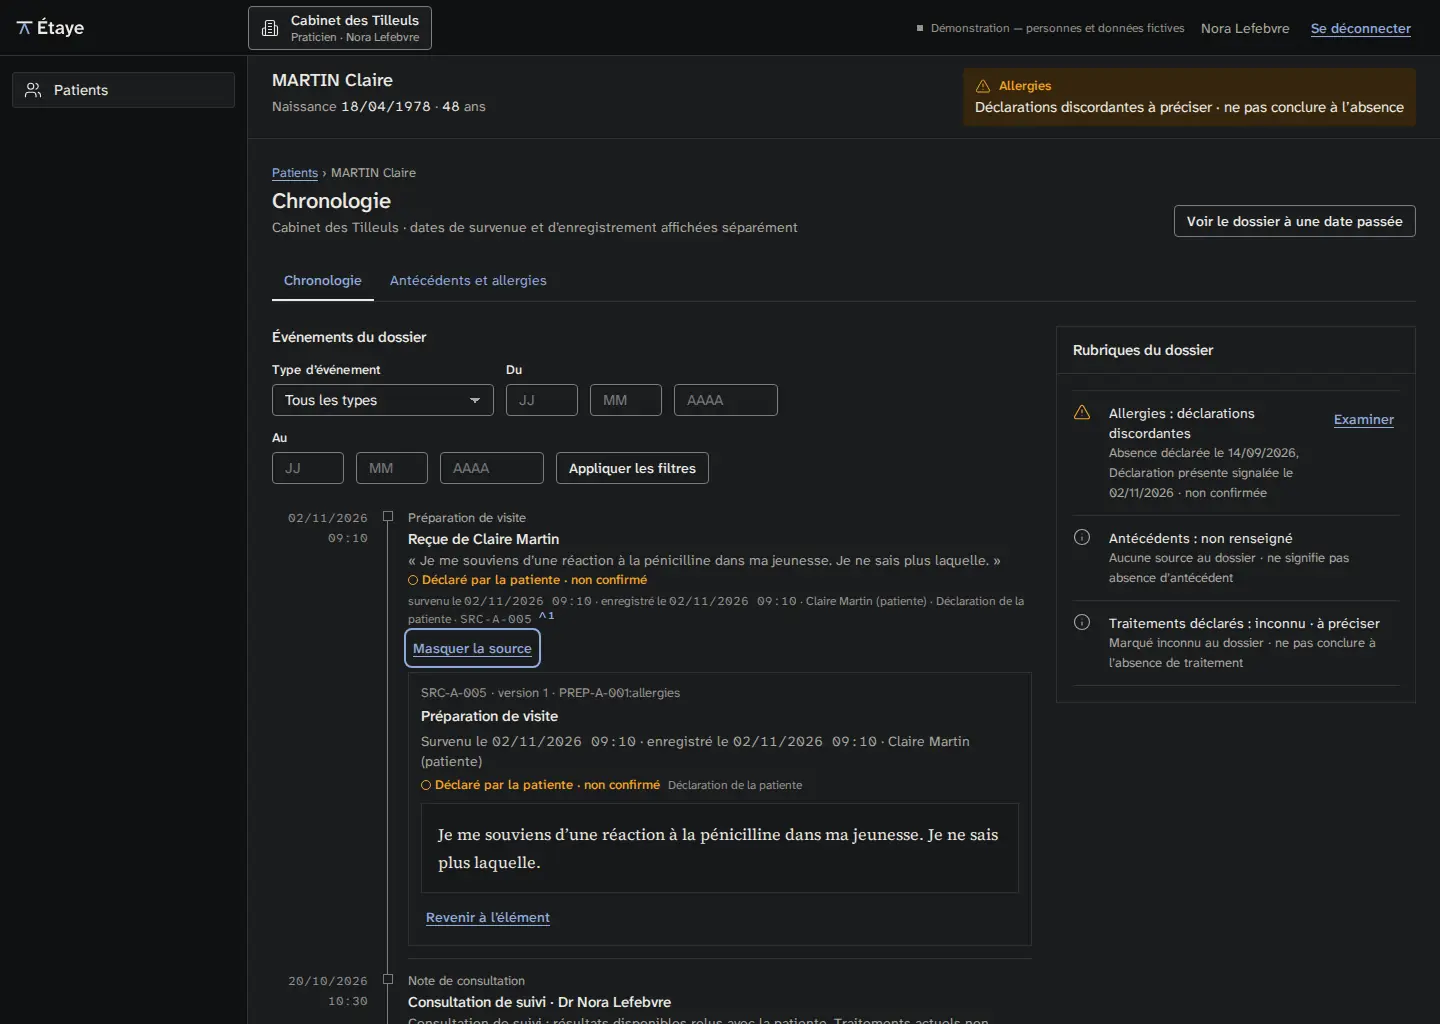 Étaye
Cabinet des Tilleuls
Praticien · Nora Lefebvre
Démonstration — personnes et données fictives
Nora Lefebvre
Se déconnecter
Patients
MARTIN Claire
Naissance 18/04/1978 · 48 ans
Allergies
Déclarations discordantes à préciser · ne pas conclure à l’absence
Patients › MARTIN Claire
Chronologie
Cabinet des Tilleuls · dates de survenue et d’enregistrement affichées séparément
Voir le dossier à une date passée
Chronologie
Antécédents et allergies
Événements du dossier
Type d’événement
Du
Tous les types
JJ
MM
AAAA
Au
JJ
MM
AAAA
Appliquer les filtres
02/11/2026
09:10
Préparation de visite
Reçue de Claire Martin
« Je me souviens d’une réaction à la pénicilline dans ma jeunesse. Je ne sais plus laquelle. »
Déclaré par la patiente · non confirmé
survenu le 02/11/2026 09:10 · enregistré le 02/11/2026 09:10 · Claire Martin (patiente) · Déclaration de la
patiente · SRC-A-005 ^1
Masquer la source
SRC-A-005 · version 1 · PREP-A-001:allergies
Préparation de visite
Survenu le 02/11/2026 09:10 · enregistré le 02/11/2026 09:10 · Claire Martin
(patiente)
Déclaré par la patiente · non confirmé Déclaration de la patiente
Je me souviens d’une réaction à la pénicilline dans ma jeunesse. Je ne sais
plus laquelle.
Revenir à l’élément
20/10/2026
10:30
Note de consultation
Consultation de suivi · Dr Nora Lefebvre
Consultation de suivi : résultats disponibles relus avec la patiente. Traitements actuels non
Rubriques du dossier
Allergies : déclarations
discordantes
Examiner
Absence déclarée le 14/09/2026,
Déclaration présente signalée le
02/11/2026 · non confirmée
Antécédents : non renseigné
Aucune source au dossier · ne signifie pas
absence d’antécédent
Traitements déclarés : inconnu · à préciser
Marqué inconnu au dossier · ne pas conclure à
l’absence de traitement